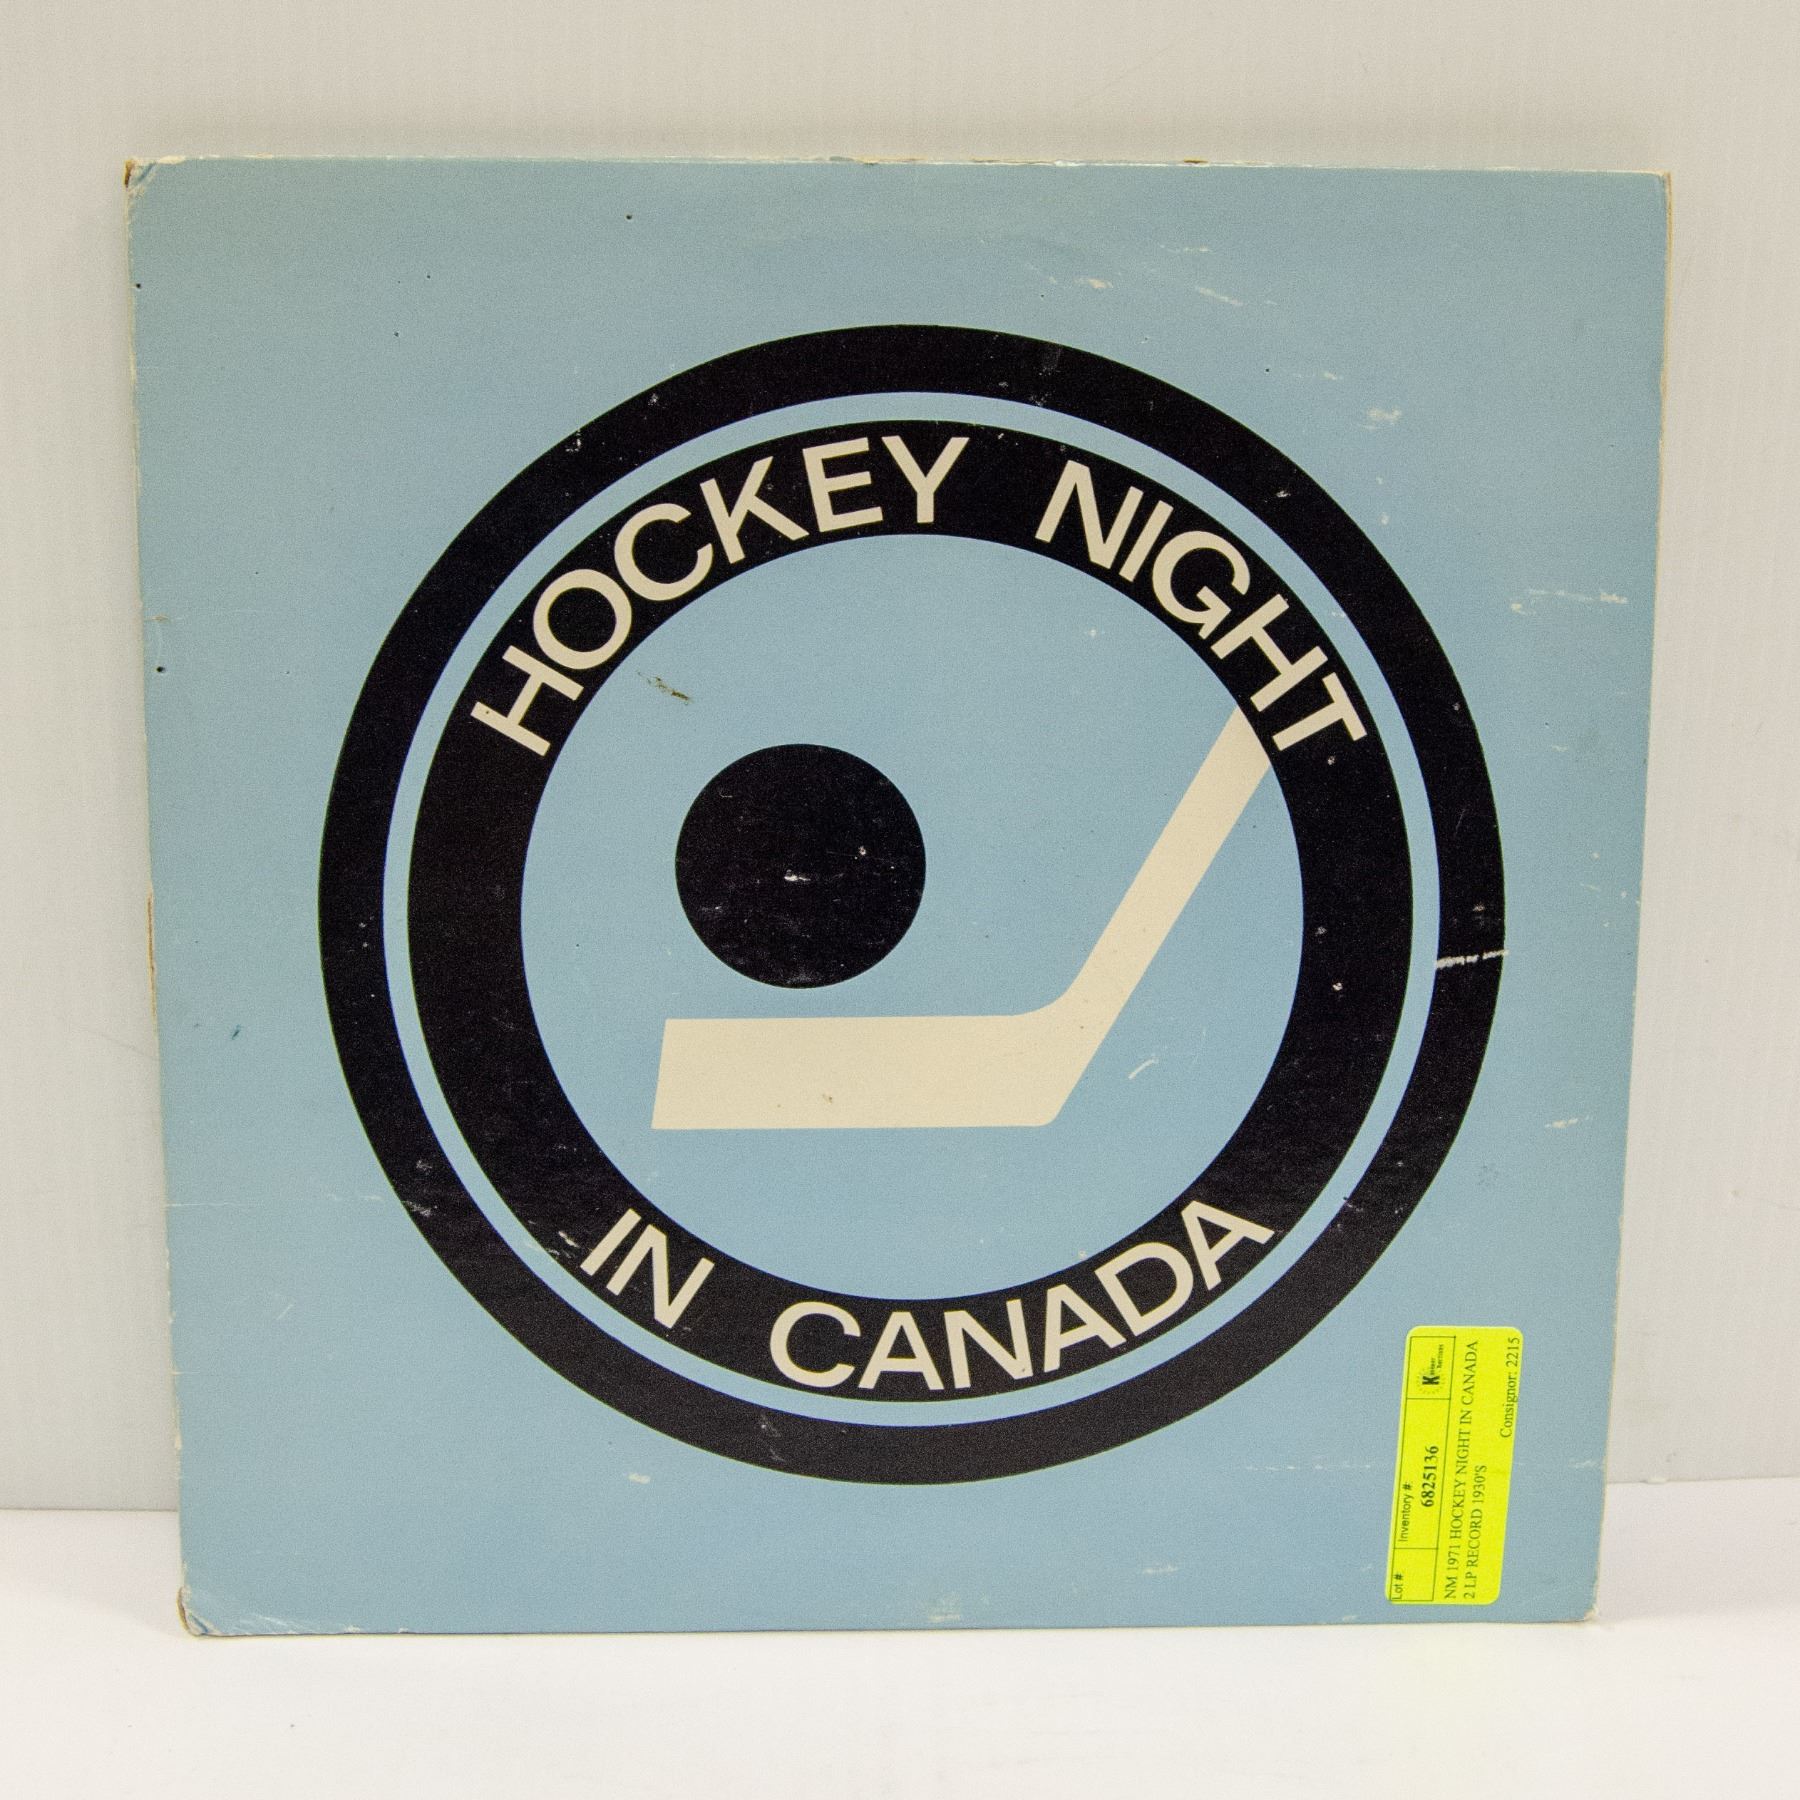 HOCKEY NIGHT
IN CANADA
Lot #
Inventory #:
6825136
NM 1971 HOCKEY NIGHT IN CANADA
2 LP RECORD 1930'S
Consignor: 2215